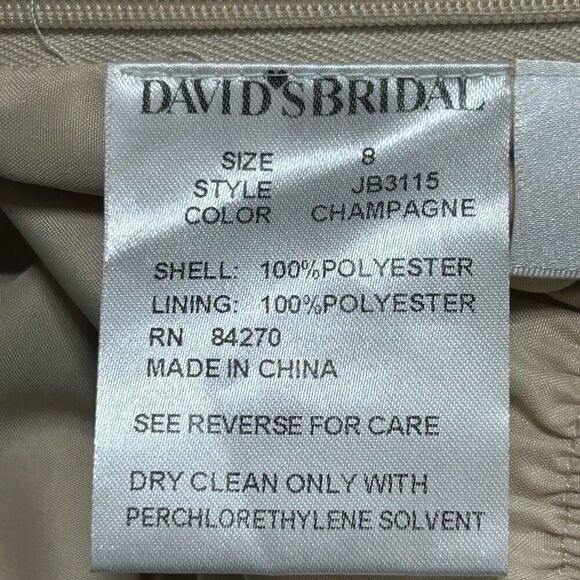 DAVID'S BRIDAL
SIZE 8
STYLE JB3115
COLOR CHAMPAGNE
SHELL: 100%POLYESTER
LINING: 100%POLYESTER
RN 84270
MADE IN CHINA
SEE REVERSE FOR CARE
DRY CLEAN ONLY WITH
PERCHLORETHYLENE SOLVENT